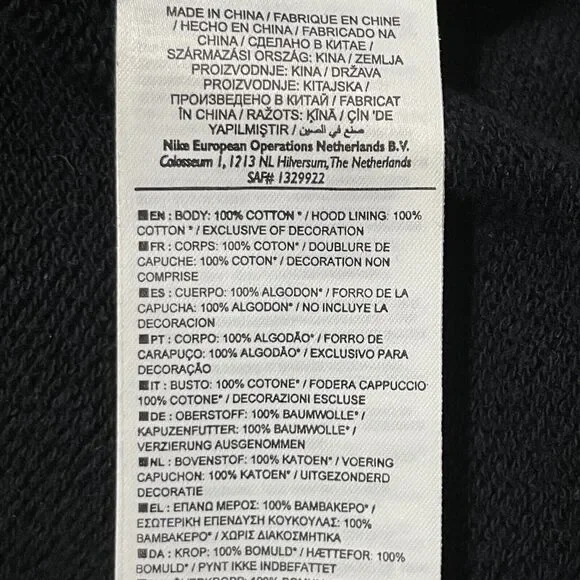 MADE IN CHINA / FABRIQUE EN CHINE
/ HECHO EN CHINA / FABRICADO NA
CHINA / СДЕЛАНО В КИТАЕ /
SZÁRMAZÁSI ORSZÁG: KINA / ZEMLJA
PROIZVODNJE: KINA / DRŽAVA
PROIZVODNJE: KITAJSKA /
ПРОИЗВЕДЕНО В КИТАЙ / FABRICAT
ÎN CHINA / RAŽOTS: ĶĪNĀ / ÇİN 'DE
YAPILMIŞTIR / صنع في الصين
Nike European Operations Netherlands B.V.
Colosseum 1, 1213 NL Hilversum, The Netherlands
SAF# 1329922
EN : BODY: 100% COTTON * / HOOD LINING: 100%
COTTON * / EXCLUSIVE OF DECORATION
FR : CORPS: 100% COTON* / DOUBLURE DE
CAPUCHE: 100% COTON* / DECORATION NON
COMPRISE
ES : CUERPO: 100% ALGODON* / FORRO DE LA
CAPUCHA: 100% ALGODON* / NO INCLUYE LA
DECORACION
PT : CORPO: 100% ALGODÃO* / FORRO DE
CARAPUÇO: 100% ALGODÃO* / EXCLUSIVO PARA
DECORAÇÃO
IT : BUSTO: 100% COTONE* / FODERA CAPPUCCIO
100% COTONE* / DECORAZIONI ESCLUSE
DE : OBERSTOFF: 100% BAUMWOLLE* /
KAPUZENFUTTER: 100% BAUMWOLLE* /
VERZIERUNG AUSGENOMMEN
NL : BOVENSTOF: 100% KATOEN* / VOERING
CAPUCHON: 100% KATOEN* / UITGEZONDERD
DECORATIE
EL : ΕΠΑΝΩ ΜΕΡΟΣ: 100% ΒΑΜΒΑΚΕΡΟ* /
ΕΣΩΤΕΡΙΚΗ ΕΠΕΝΔΥΣΗ ΚΟΥΚΟΥΛΑΣ: 100%
ΒΑΜΒΑΚΕΡΟ* / ΧΩΡΙΣ ΔΙΑΚΟΣΜΗΤΙΚΑ
DA : KROP: 100% BOMULD* / HÆTTEFOR: 100%
BOMULD* / PYNT IKKE INDBEFATTET